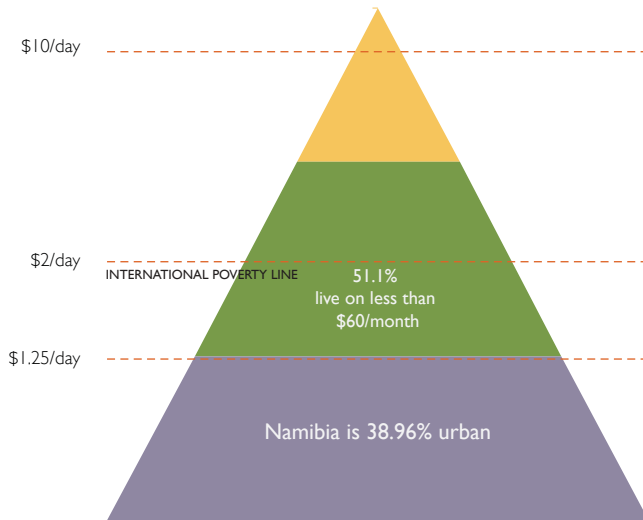 $10/day
$2/day
INTERNATIONAL POVERTY LINE
51.1%
live on less than
$60/month
$1.25/day
Namibia is 38.96% urban